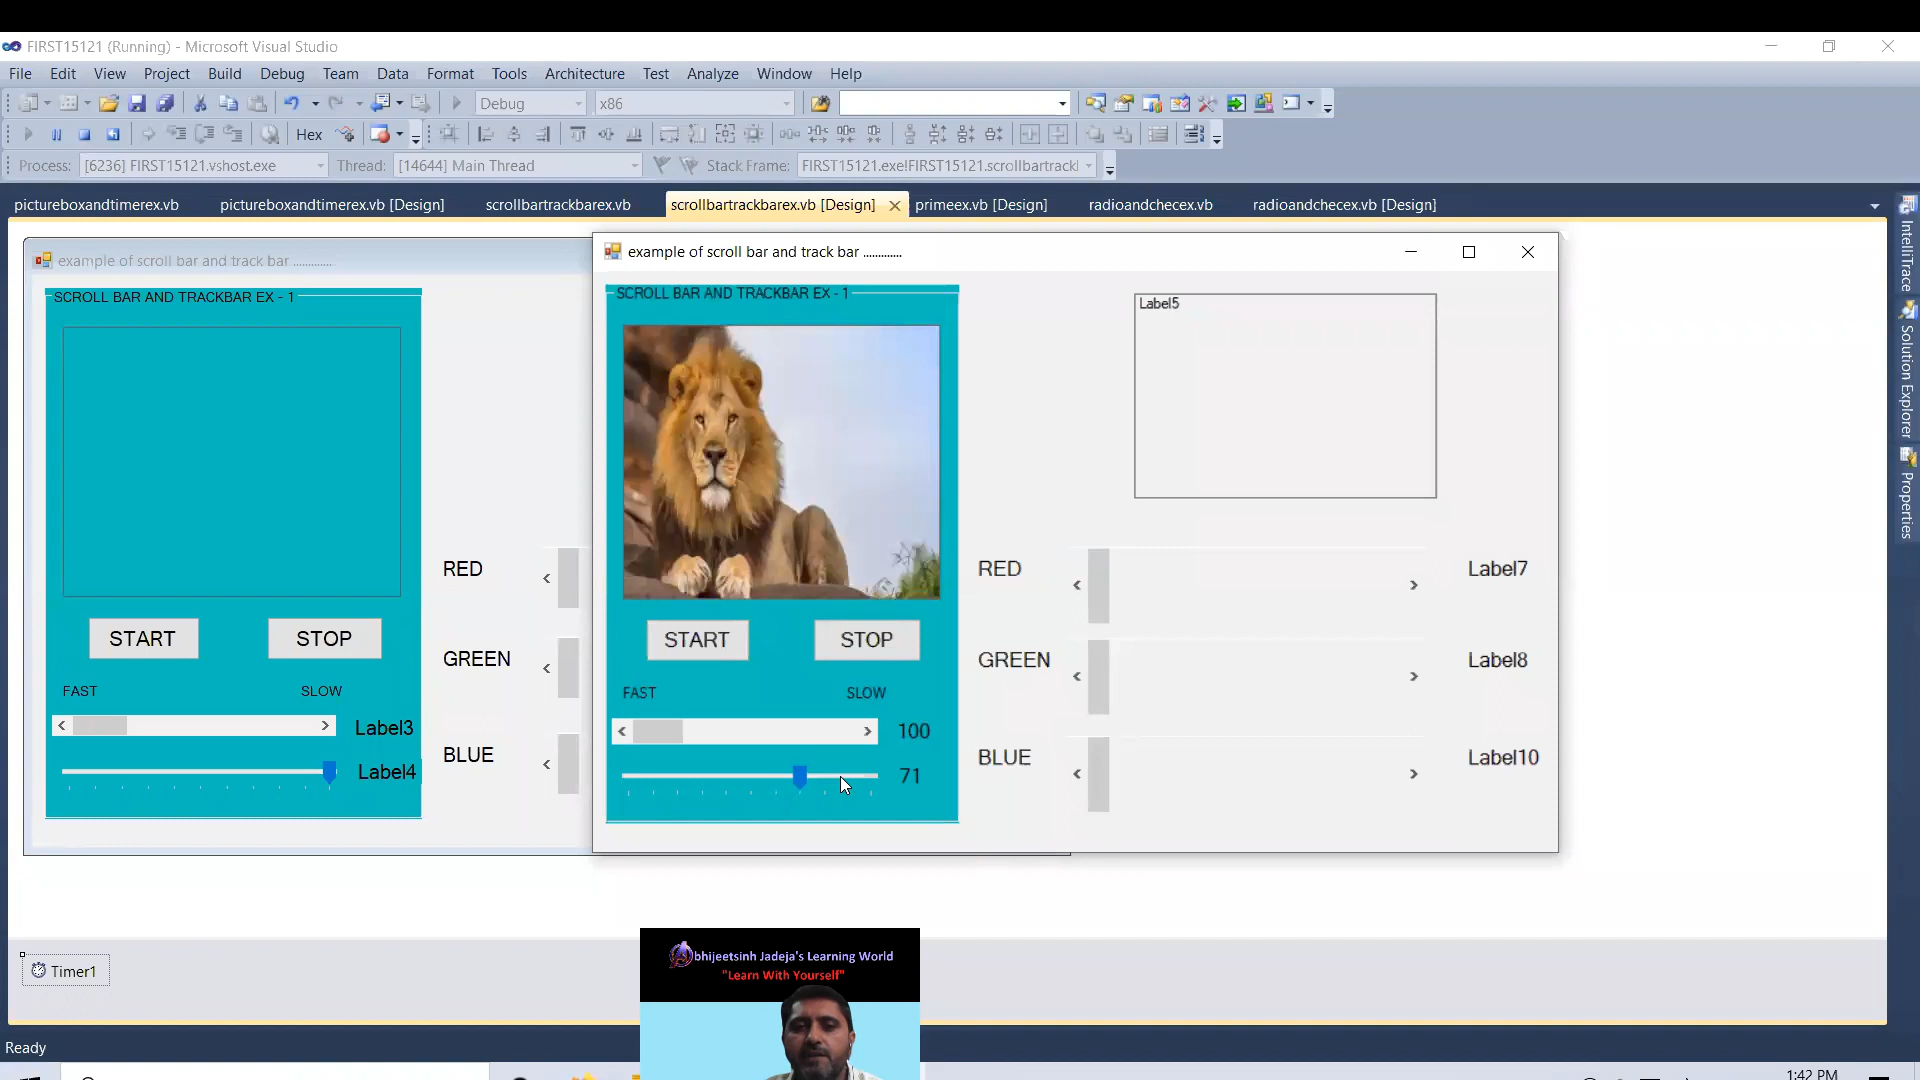 FIRST15121 (Running) - Microsoft Visual Studio
File Edit View Project Build Debug Team Data Format Tools Architecture Test Analyze Window Help
Debug x86
Hex
Process: [6236] FIRST15121.vshost.exe Thread: [14644] Main Thread Stack Frame: FIRST15121.exe!FIRST15121.scrollbartrackl
pictureboxandtimerex.vb pictureboxandtimerex.vb [Design] scrollbartrackbarex.vb scrollbartrackbarex.vb [Design] primeex.vb [Design] radioandchecex.vb radioandchecex.vb [Design]
IntelliTrace
Solution Explorer
Properties
example of scroll bar and track bar .............
SCROLL BAR AND TRACKBAR EX - 1
START STOP
FAST SLOW
Label3
Label4
RED
GREEN
BLUE
example of scroll bar and track bar .............
SCROLL BAR AND TRACKBAR EX - 1
START STOP
FAST SLOW
100
71
Label5
RED Label7
GREEN Label8
BLUE Label10
Timer1
Abhijeetsinh Jadeja's Learning World
"Learn With Yourself"
Ready
1:42 PM